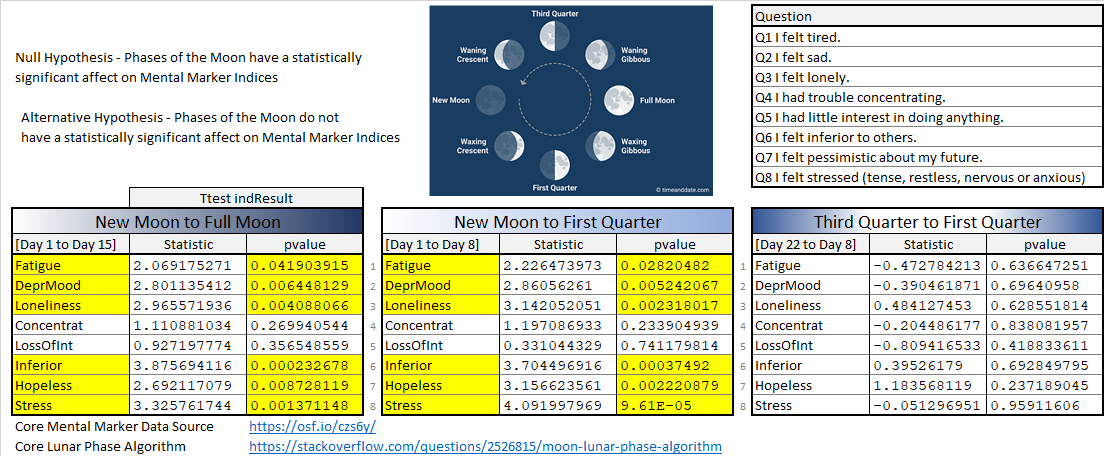 Null Hypothesis - Phases of the Moon have a statistically
significant affect on Mental Marker Indices
Alternative Hypothesis - Phases of the Moon do not
have a statistically significant affect on Mental Marker Indices
Third Quarter
Waning
Crescent
Waning
Gibbous
New Moon
Full Moon
Waxing
Crescent
Waxing
Gibbous
First Quarter
© timeanddate.com
Question
Q1 I felt tired.
Q2 I felt sad.
Q3 I felt lonely.
Q4 I had trouble concentrating.
Q5 I had little interest in doing anything.
Q6 I felt inferior to others.
Q7 I felt pessimistic about my future.
Q8 I felt stressed (tense, restless, nervous or anxious)
Ttest indResult
New Moon to Full Moon
[Day 1 to Day 15] Statistic pvalue
Fatigue 2.069175271 0.041903915
DeprMood 2.801135412 0.006448129
Loneliness 2.965571936 0.004088066
Concentrat 1.110881034 0.269940544
LossOfInt 0.927197774 0.356548559
Inferior 3.875694116 0.000232678
Hopeless 2.692117079 0.008728119
Stress 3.325761744 0.001371148
New Moon to First Quarter
[Day 1 to Day 8] Statistic pvalue
1 Fatigue 2.226473973 0.02820482
2 DeprMood 2.86056261 0.005242067
3 Loneliness 3.142052051 0.002318017
4 Concentrat 1.197086933 0.233904939
5 LossOfInt 0.331044329 0.741179814
6 Inferior 3.704496916 0.00037492
7 Hopeless 3.156623561 0.002220879
8 Stress 4.091997969 9.61E-05
Third Quarter to First Quarter
[Day 22 to Day 8] Statistic pvalue
1 Fatigue -0.472784213 0.636647251
2 DeprMood -0.390461871 0.69640958
3 Loneliness 0.484127453 0.628551814
4 Concentrat -0.204486177 0.838081957
5 LossOfInt -0.809416533 0.418833611
6 Inferior 0.39526179 0.692849795
7 Hopeless 1.183568119 0.237189045
8 Stress -0.051296951 0.95911606
Core Mental Marker Data Source https://osf.io/czs6y/
Core Lunar Phase Algorithm https://stackoverflow.com/questions/2526815/moon-lunar-phase-algorithm